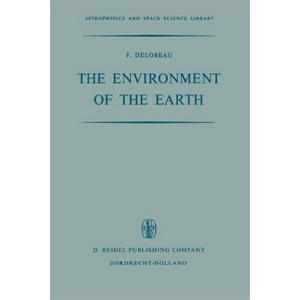 ASTROPHYSICS AND SPACE SCIENCE LIBRARY
F. DELOBEAU
THE ENVIRONMENT
OF THE EARTH
D. REIDEL PUBLISHING COMPANY
DORDRECHT-HOLLAND